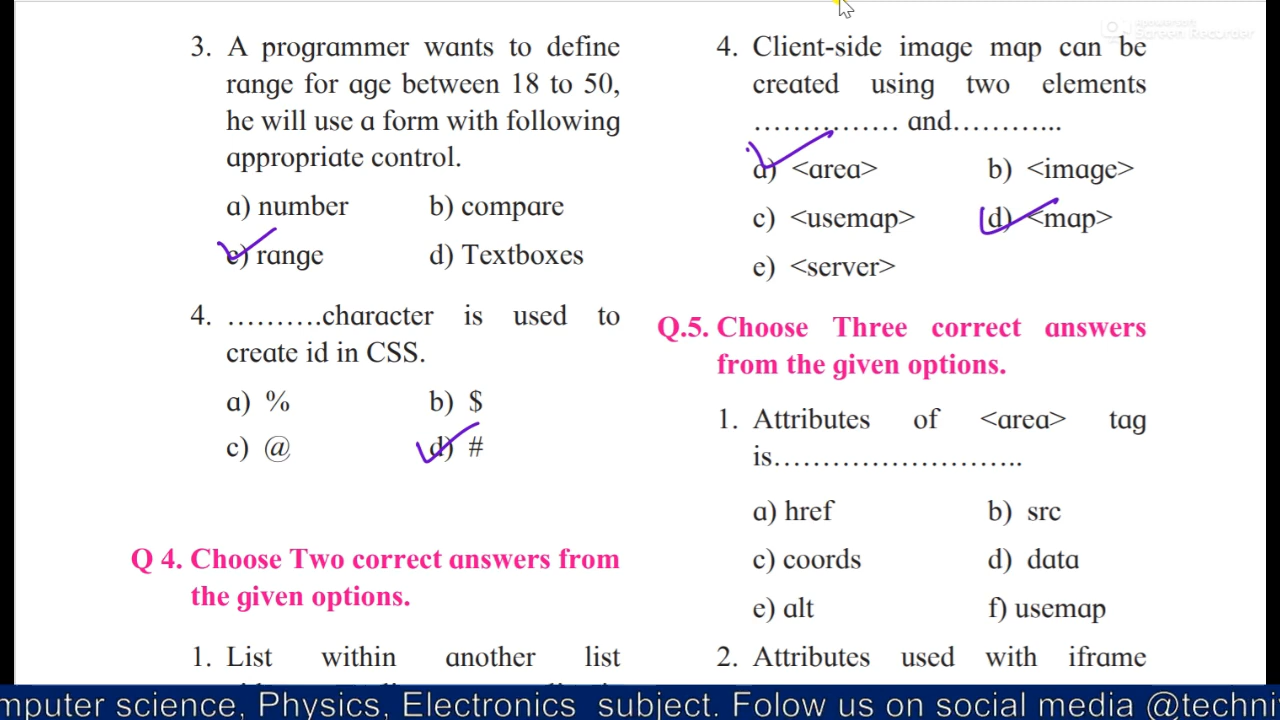 3. A programmer wants to define
range for age between 18 to 50,
he will use a form with following
appropriate control.
a) number b) compare
c) range d) Textboxes
4. ……….character is used to
create id in CSS.
a) % b) $
c) @ d) #
Q 4. Choose Two correct answers from
the given options.
1. List within another list
4. Client-side image map can be
created using two elements
…………… and………...
a) <area> b) <image>
c) <usemap> d) <map>
e) <server>
Q.5. Choose Three correct answers
from the given options.
1. Attributes of <area> tag
is……………………..
a) href b) src
c) coords d) data
e) alt f) usemap
2. Attributes used with iframe
Apowersoft
Screen Recorder
mputer science, Physics, Electronics subject. Folow us on social media @techni